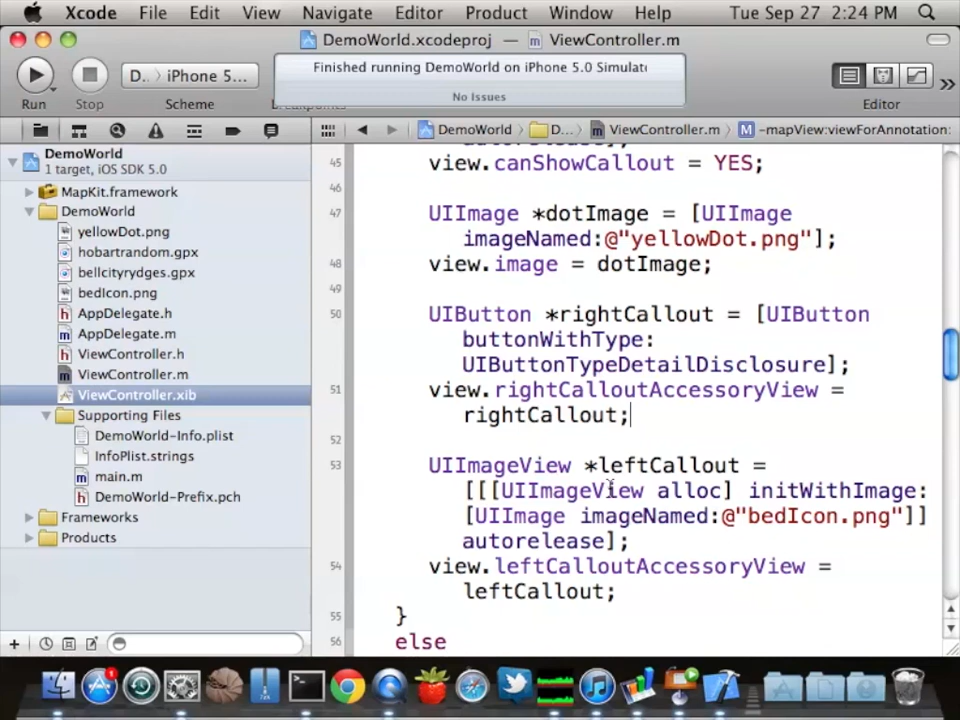 Xcode File Edit View Navigate Editor Product Window Help Tue Sep 27 2:24 PM
DemoWorld.xcodeproj — ViewController.m
D... › iPhone 5....
Finished running DemoWorld on iPhone 5.0 Simulat
No Issues
Run Stop Scheme Editor
DemoWorld D... ViewController.m M -mapView:viewForAnnotation:
DemoWorld
1 target, iOS SDK 5.0
MapKit.framework
DemoWorld
yellowDot.png
hobartrandom.gpx
bellcityrydges.gpx
bedIcon.png
h AppDelegate.h
m AppDelegate.m
h ViewController.h
m ViewController.m
ViewController.xib
Supporting Files
DemoWorld-Info.plist
InfoPlist.strings
m main.m
h DemoWorld-Prefix.pch
Frameworks
Products
autorelease];
45 view.canShowCallout = YES;
46
47 UIImage *dotImage = [UIImage
imageNamed:@"yellowDot.png"];
48 view.image = dotImage;
49
50 UIButton *rightCallout = [UIButton
buttonWithType:
UIButtonTypeDetailDisclosure];
51 view.rightCalloutAccessoryView =
rightCallout;
52
53 UIImageView *leftCallout =
[[[UIImageView alloc] initWithImage:
[UIImage imageNamed:@"bedIcon.png"]]
autorelease];
54 view.leftCalloutAccessoryView =
leftCallout;
55 }
56 else